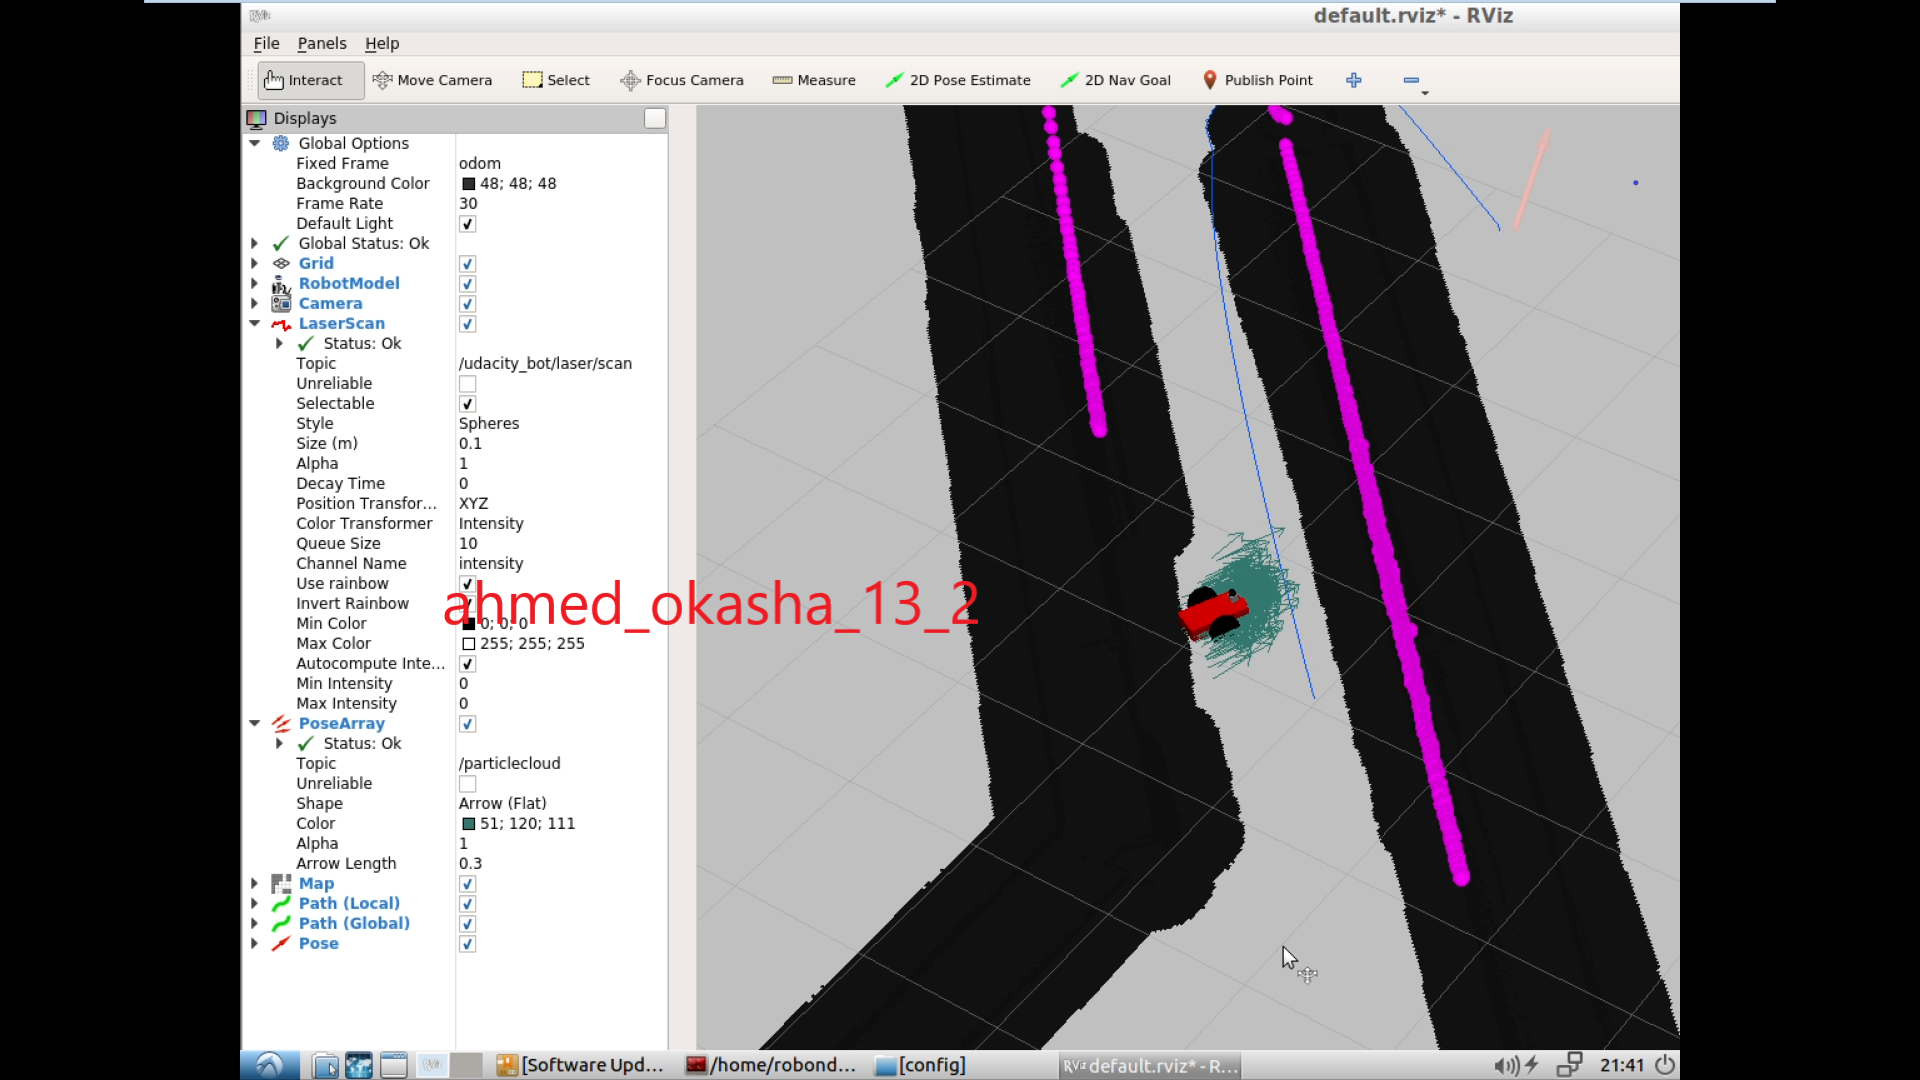 default.rviz* - RViz
File Panels Help
Interact Move Camera Select Focus Camera Measure 2D Pose Estimate 2D Nav Goal Publish Point
Displays
Global Options
Fixed Frame odom
Background Color 48; 48; 48
Frame Rate 30
Default Light
Global Status: Ok
Grid
RobotModel
Camera
LaserScan
Status: Ok
Topic /udacity_bot/laser/scan
Unreliable
Selectable
Style Spheres
Size (m) 0.1
Alpha 1
Decay Time 0
Position Transfor... XYZ
Color Transformer Intensity
Queue Size 10
Channel Name intensity
Use rainbow
Invert Rainbow
ahmed_okasha_13_2
Min Color 0; 0; 0
Max Color 255; 255; 255
Autocompute Inte...
Min Intensity 0
Max Intensity 0
PoseArray
Status: Ok
Topic /particlecloud
Unreliable
Shape Arrow (Flat)
Color 51; 120; 111
Alpha 1
Arrow Length 0.3
Map
Path (Local)
Path (Global)
Pose
[Software Upd... /home/robond... [config] RViz default.rviz* - R... 21:41